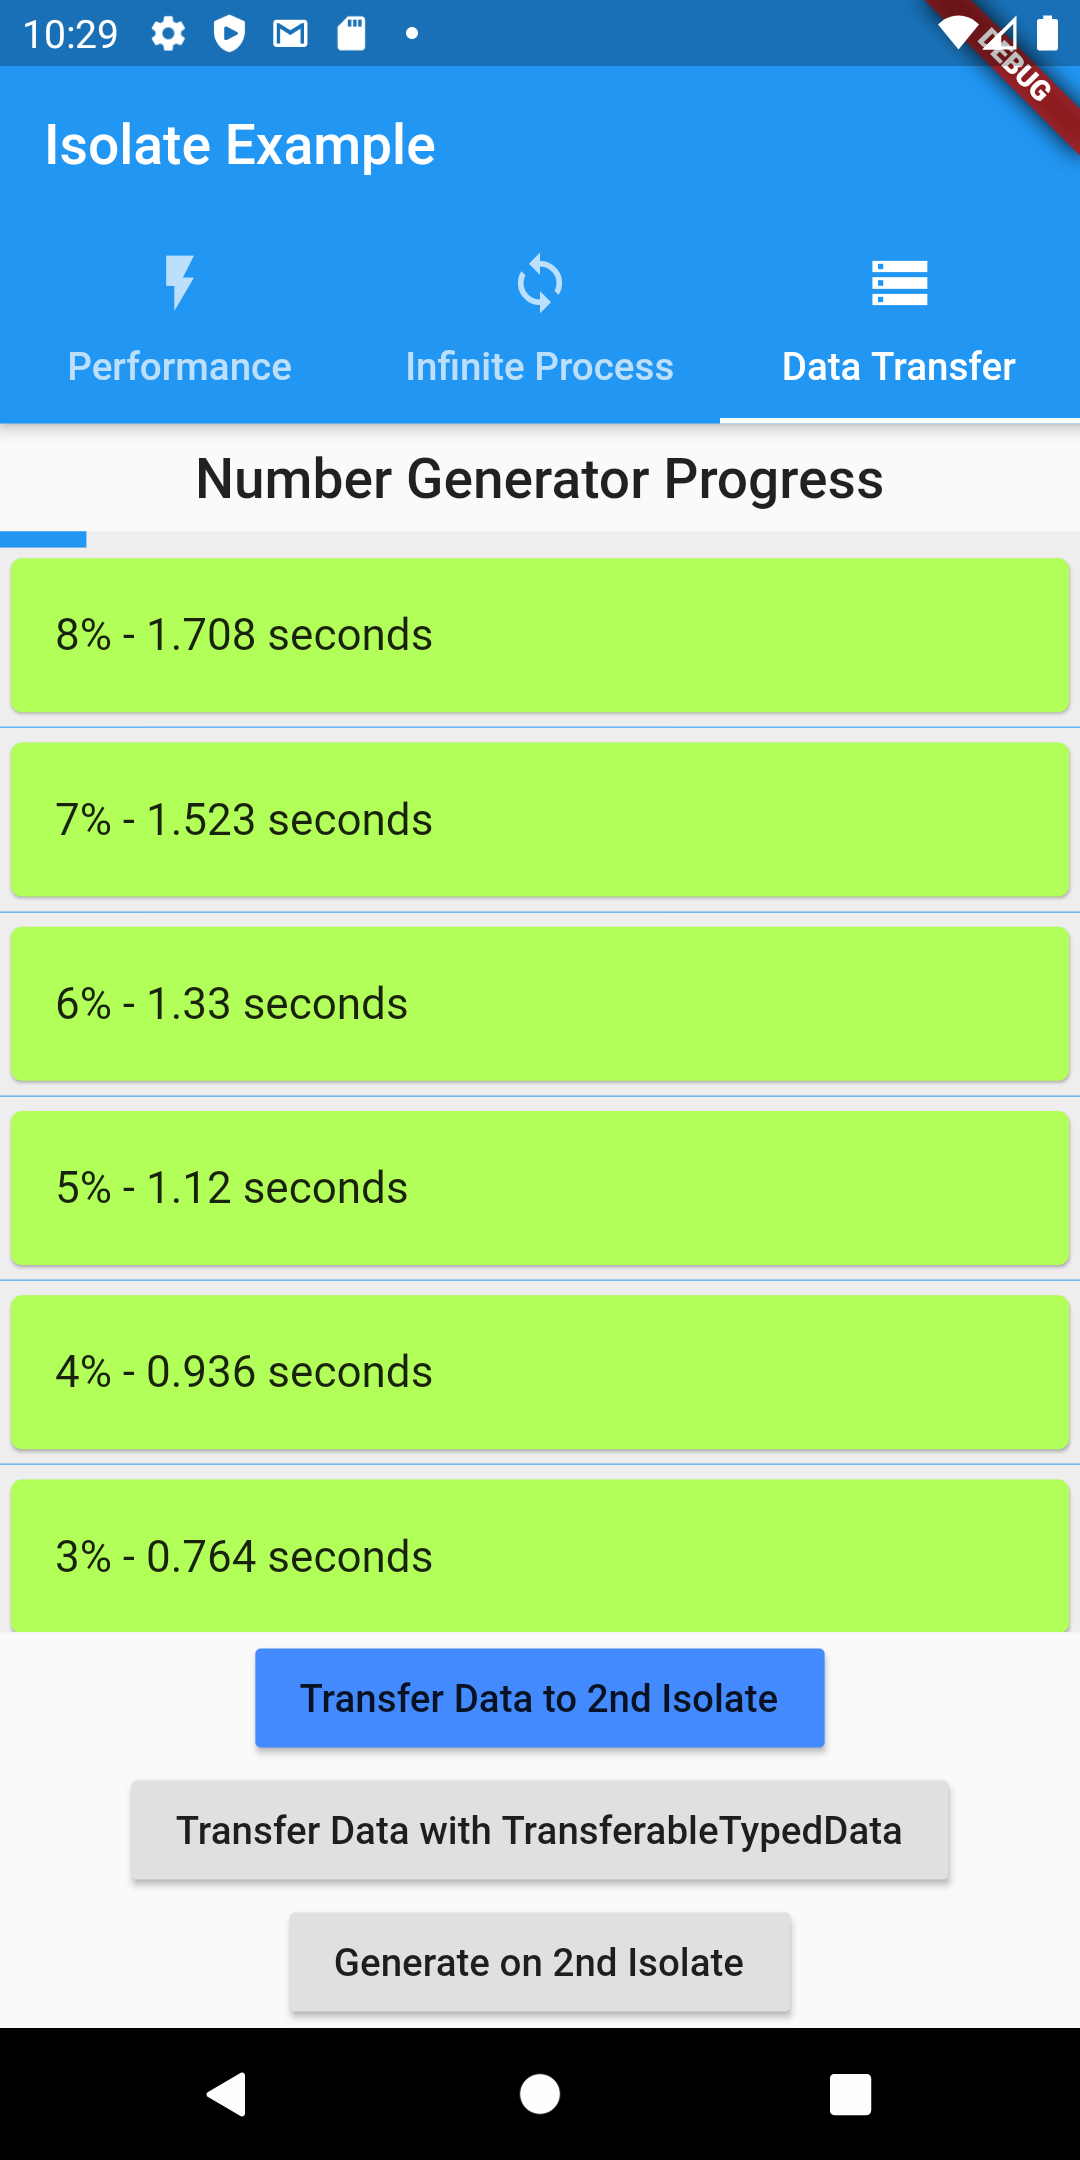 10:29
DEBUG
Isolate Example
Performance
Infinite Process
Data Transfer
Number Generator Progress
8% - 1.708 seconds
7% - 1.523 seconds
6% - 1.33 seconds
5% - 1.12 seconds
4% - 0.936 seconds
3% - 0.764 seconds
Transfer Data to 2nd Isolate
Transfer Data with TransferableTypedData
Generate on 2nd Isolate